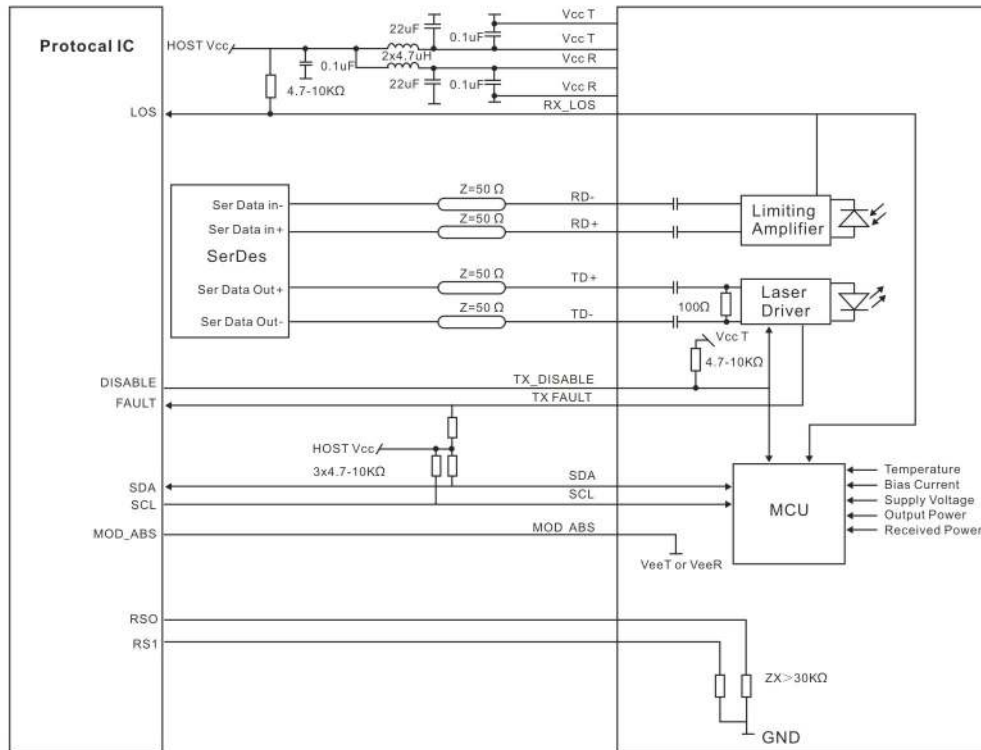 Protocal IC
HOST Vcc
22uF
0.1uF
Vcc T
Vcc T
0.1uF
2x4.7uH
Vcc R
4.7-10KΩ
22uF
0.1uF
Vcc R
LOS
RX_LOS
Ser Data in-
Z=50 Ω
RD-
Ser Data in+
Z=50 Ω
RD+
Limiting
Amplifier
SerDes
Ser Data Out+
Z=50 Ω
TD+
Ser Data Out-
Z=50 Ω
TD-
100Ω
Laser
Driver
Vcc T
4.7-10KΩ
DISABLE
TX_DISABLE
FAULT
TX FAULT
HOST Vcc
3x4.7-10KΩ
SDA
SDA
SCL
SCL
MCU
Temperature
Bias Current
Supply Voltage
Output Power
Received Power
MOD_ABS
MOD ABS
VeeT or VeeR
RSO
RS1
ZX>30KΩ
GND